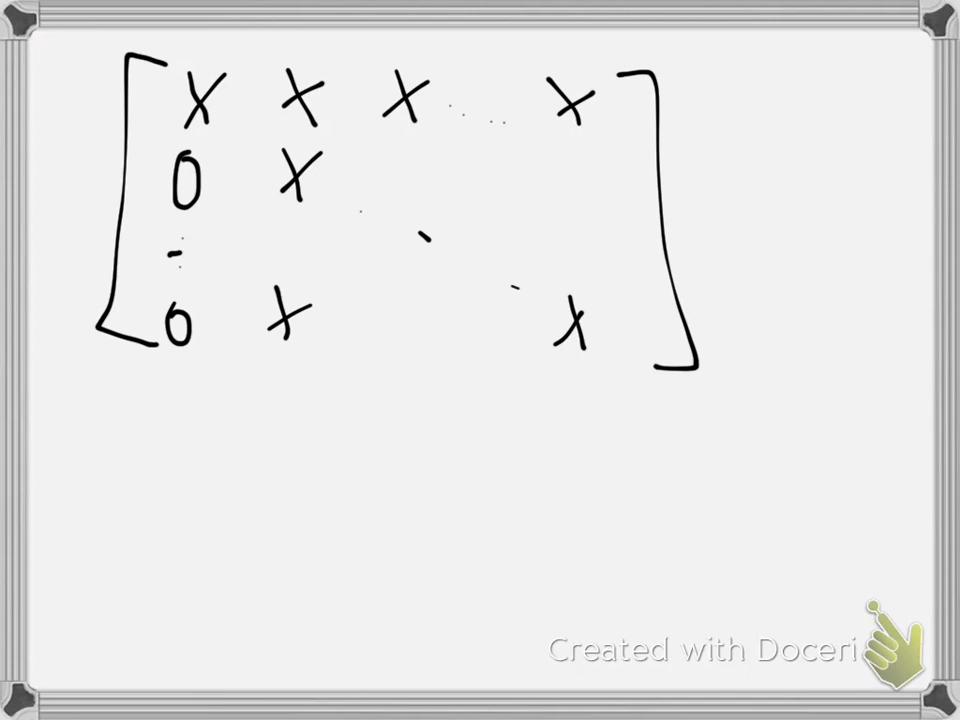 X X X .... X
0 X
⋮
0 X X
Created with Doceri